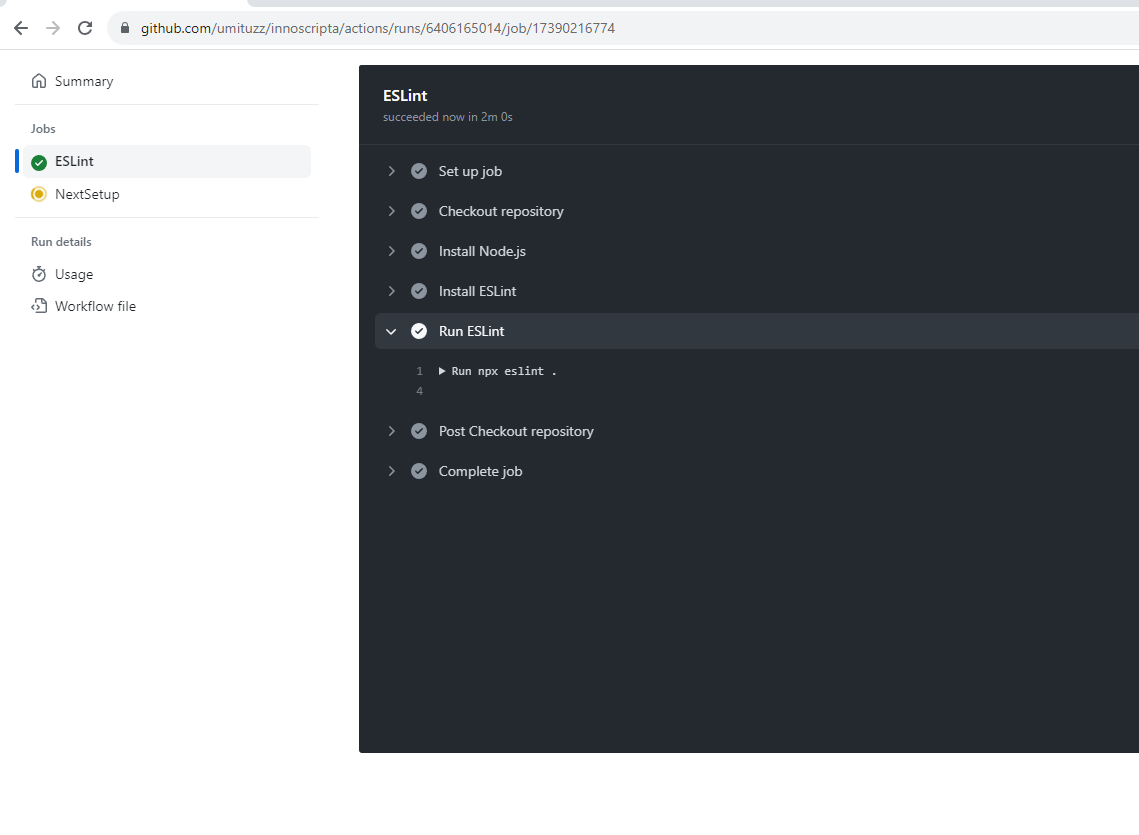 github.com/umituzz/innoscripta/actions/runs/6406165014/job/17390216774
Summary
Jobs
ESLint
NextSetup
Run details
Usage
Workflow file
ESLint
succeeded now in 2m 0s
Set up job
Checkout repository
Install Node.js
Install ESLint
Run ESLint
1 Run npx eslint .
4
Post Checkout repository
Complete job